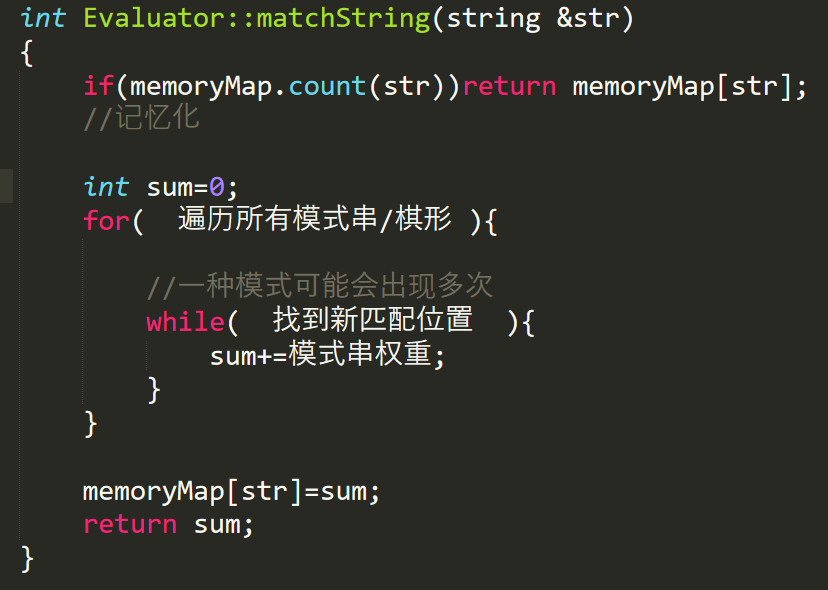 int Evaluator::matchString(string &str)
{
if(memoryMap.count(str))return memoryMap[str];
//记忆化
int sum=0;
for( 遍历所有模式串/棋形 ){
//一种模式可能会出现多次
while( 找到新匹配位置 ){
sum+=模式串权重;
}
}
memoryMap[str]=sum;
return sum;
}